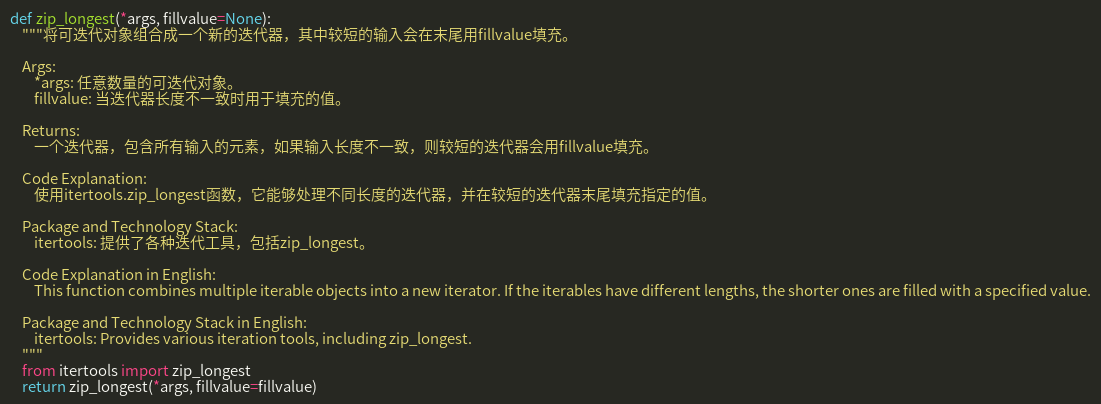 def zip_longest(*args, fillvalue=None):
"""将可迭代对象组合成一个新的迭代器，其中较短的输入会在末尾用fillvalue填充。
Args:
*args: 任意数量的可迭代对象。
fillvalue: 当迭代器长度不一致时用于填充的值。
Returns:
一个迭代器，包含所有输入的元素，如果输入长度不一致，则较短的迭代器会用fillvalue填充。
Code Explanation:
使用itertools.zip_longest函数，它能够处理不同长度的迭代器，并在较短的迭代器末尾填充指定的值。
Package and Technology Stack:
itertools: 提供了各种迭代工具，包括zip_longest。
Code Explanation in English:
This function combines multiple iterable objects into a new iterator. If the iterables have different lengths, the shorter ones are filled with a specified value.
Package and Technology Stack in English:
itertools: Provides various iteration tools, including zip_longest.
"""
from itertools import zip_longest
return zip_longest(*args, fillvalue=fillvalue)